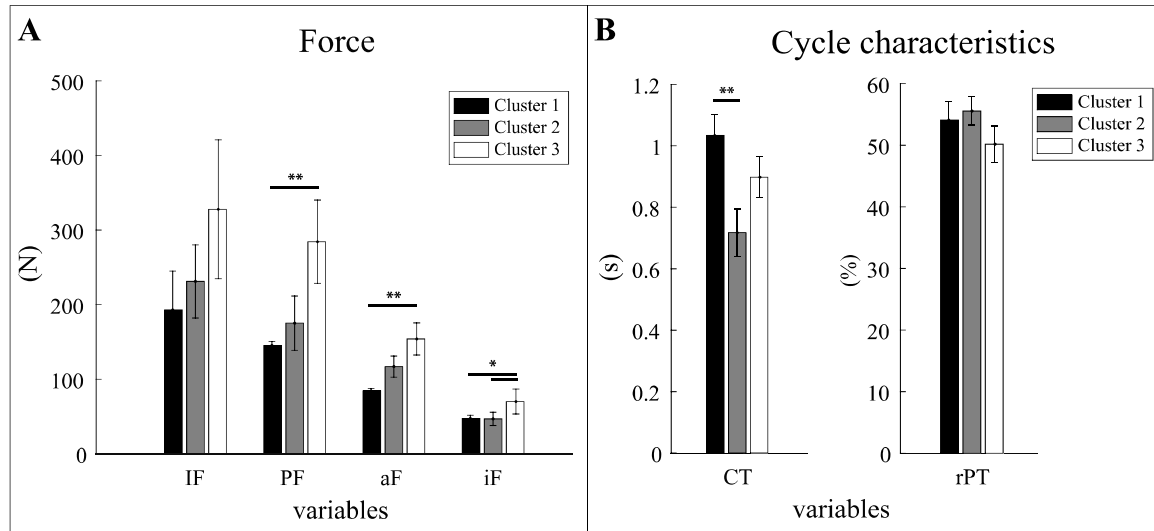 A
Force
500
400
300
200
100
0
(N)
Cluster 1
Cluster 2
Cluster 3
**
**
*
IF
PF
aF
iF
variables
B
Cycle characteristics
1.2
1
0.8
0.6
0.4
0.2
0
(s)
**
CT
60
50
40
30
20
10
0
(%)
Cluster 1
Cluster 2
Cluster 3
rPT
variables